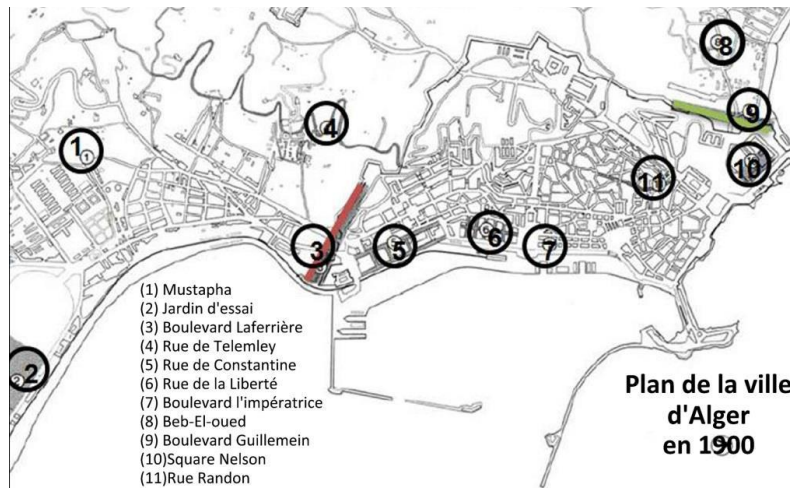 8
9
1
4
10
11
3
5
6
7
2
(1) Mustapha
(2) Jardin d'essai
(3) Boulevard Laferrière
(4) Rue de Telemley
(5) Rue de Constantine
(6) Rue de la Liberté
(7) Boulevard l'impératrice
(8) Beb-El-oued
(9) Boulevard Guillemein
(10)Square Nelson
(11)Rue Randon
Plan de la ville
d'Alger
en 1900